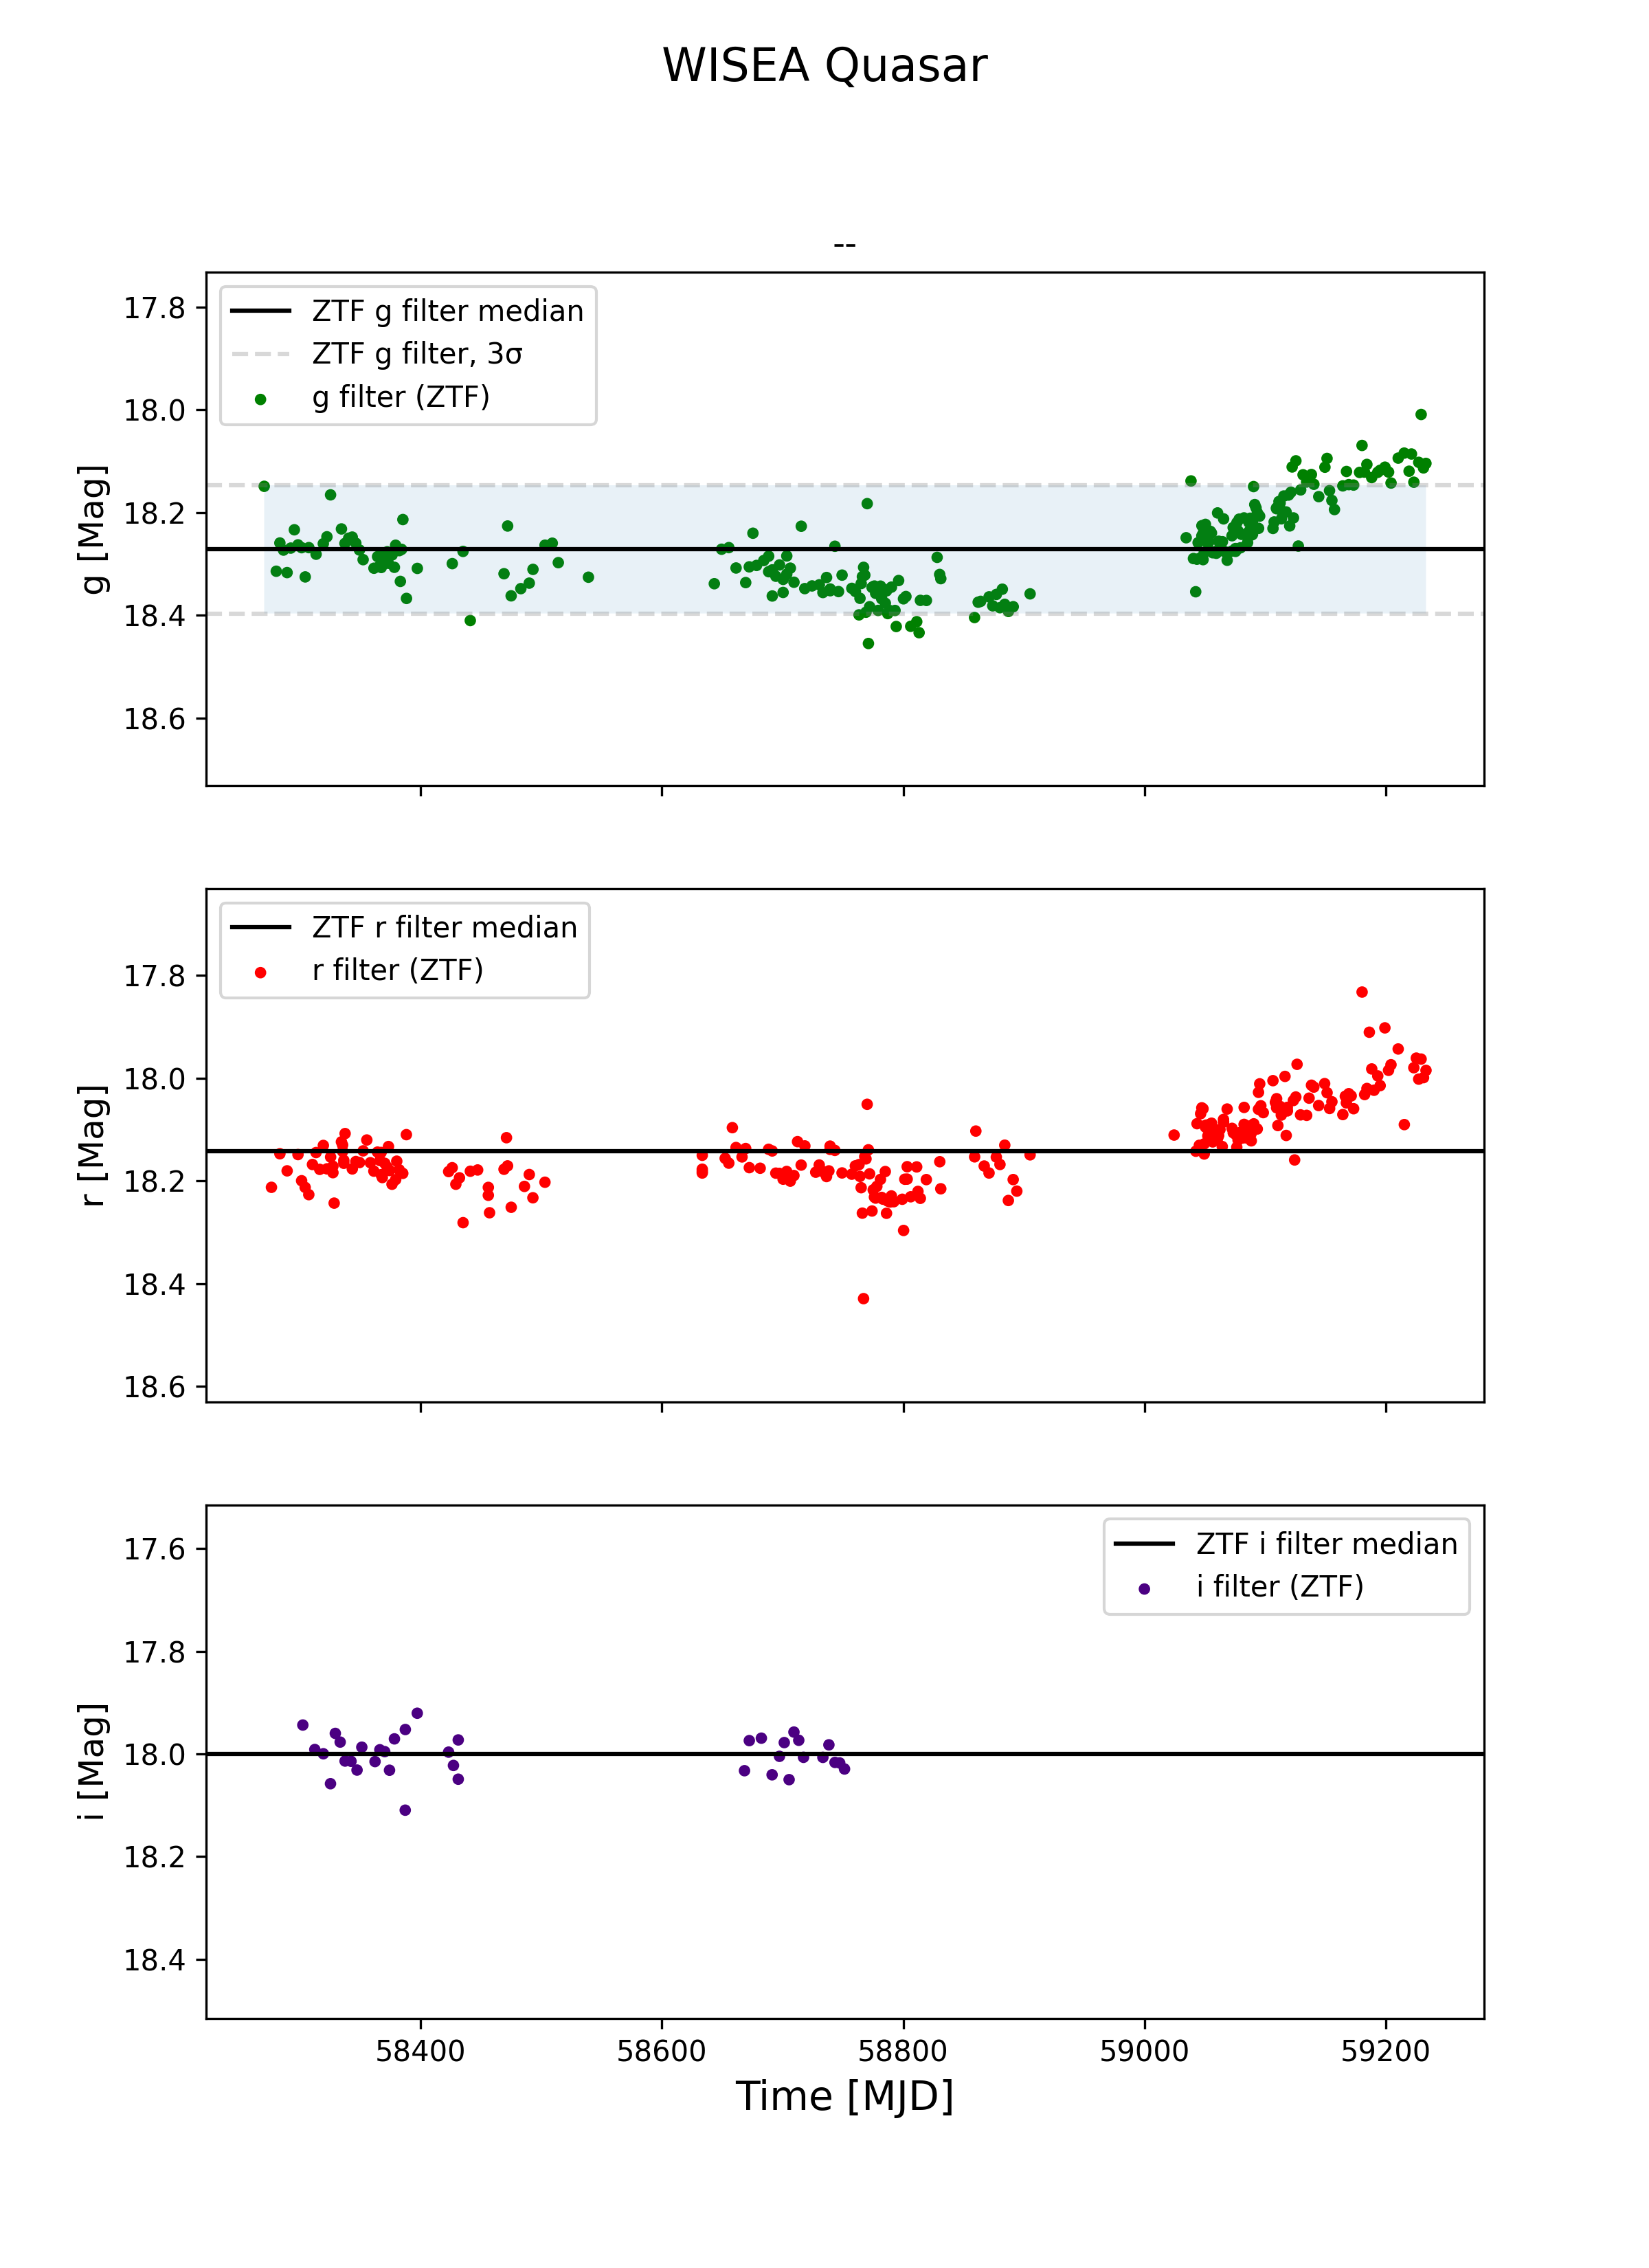 WISEA Quasar
--
ZTF g filter median
ZTF g filter, 3σ
g filter (ZTF)
17.8
18.0
18.2
18.4
18.6
g [Mag]
ZTF r filter median
r filter (ZTF)
17.8
18.0
18.2
18.4
18.6
r [Mag]
ZTF i filter median
i filter (ZTF)
17.6
17.8
18.0
18.2
18.4
i [Mag]
58400 58600 58800 59000 59200
Time [MJD]